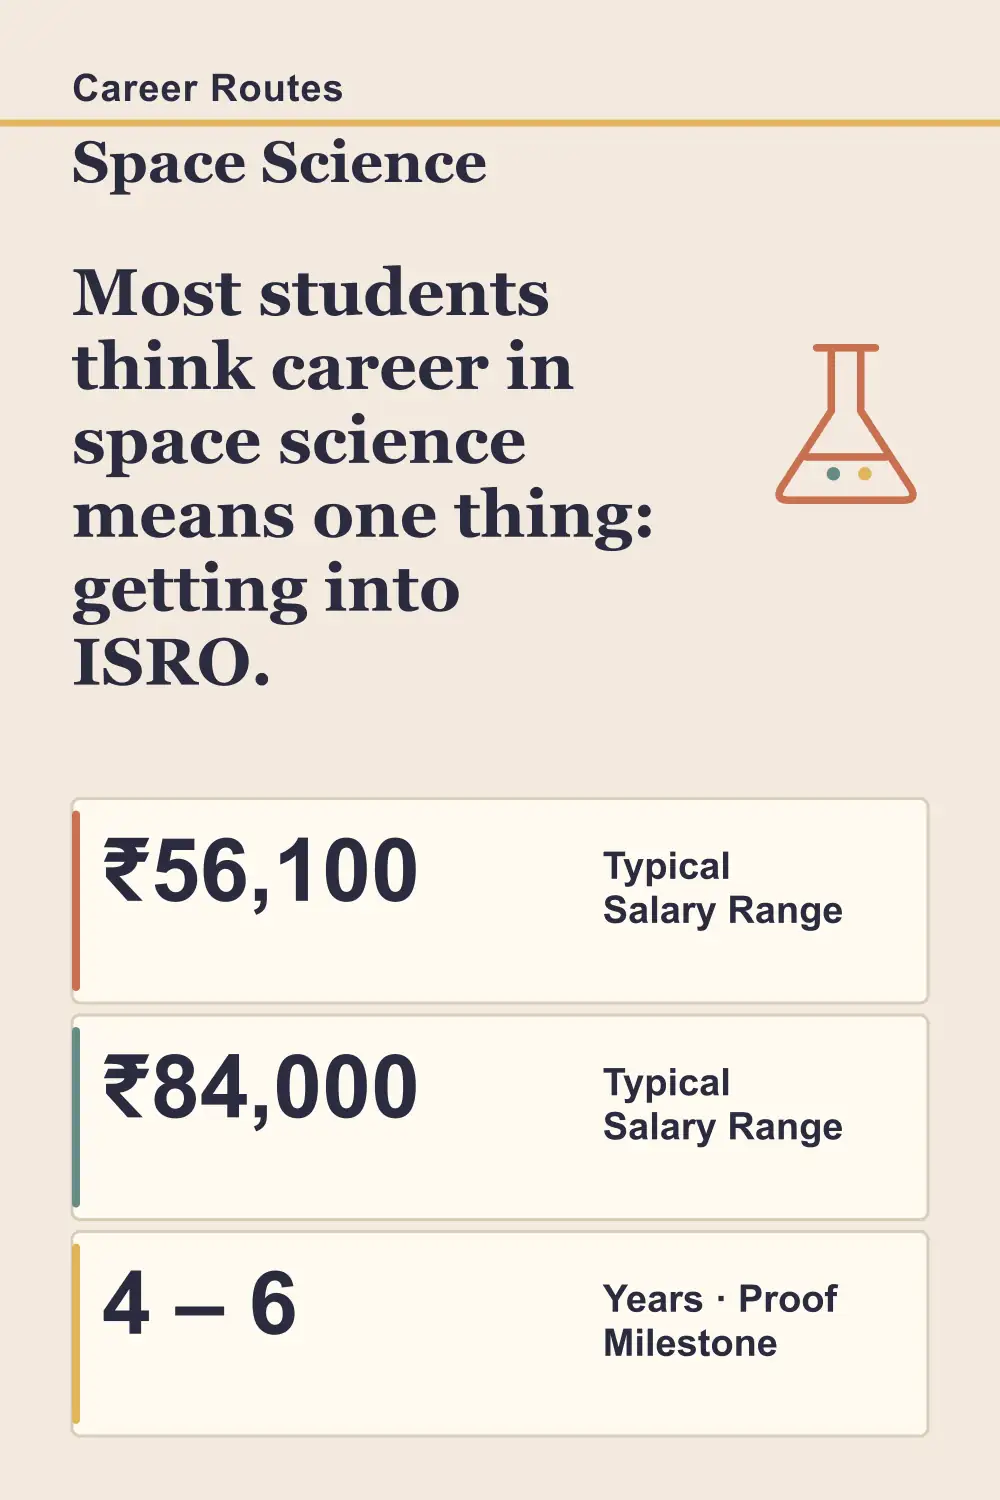 Career Routes
Space Science
Most students
think career in
space science
means one thing:
getting into
ISRO.
₹56,100
Typical
Salary Range
₹84,000
Typical
Salary Range
4 – 6
Years · Proof
Milestone